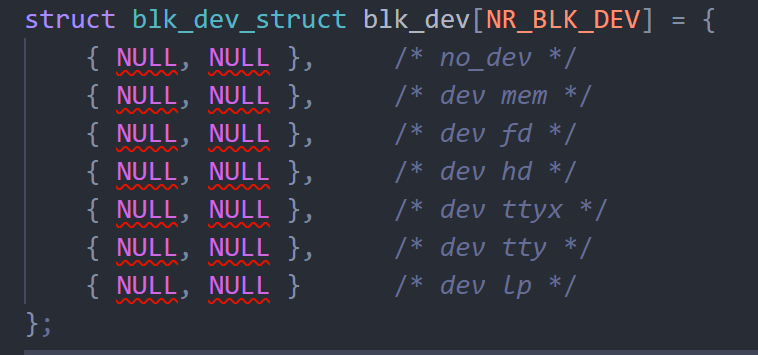 struct blk_dev_struct blk_dev[NR_BLK_DEV] = {
    { NULL, NULL },     /* no_dev */
    { NULL, NULL },     /* dev mem */
    { NULL, NULL },     /* dev fd */
    { NULL, NULL },     /* dev hd */
    { NULL, NULL },     /* dev ttyx */
    { NULL, NULL },     /* dev tty */
    { NULL, NULL }      /* dev lp */
};